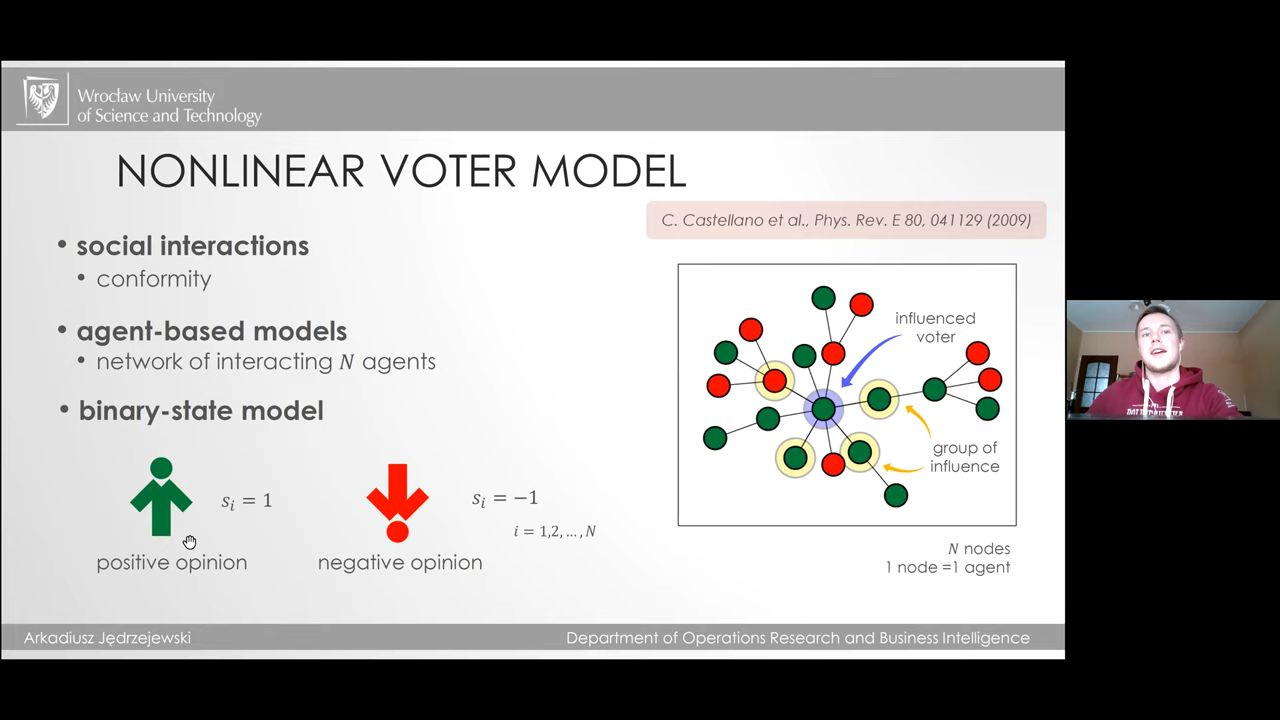 Wrocław University
of Science and Technology
NONLINEAR VOTER MODEL
C. Castellano et al., Phys. Rev. E 80, 041129 (2009)
• social interactions
• conformity
• agent-based models
• network of interacting N agents
• binary-state model
s_i = 1
s_i = −1
i = 1,2, … , N
positive opinion
negative opinion
influenced
voter
group of
influence
N nodes
1 node =1 agent
Arkadiusz Jędrzejewski
Department of Operations Research and Business Intelligence